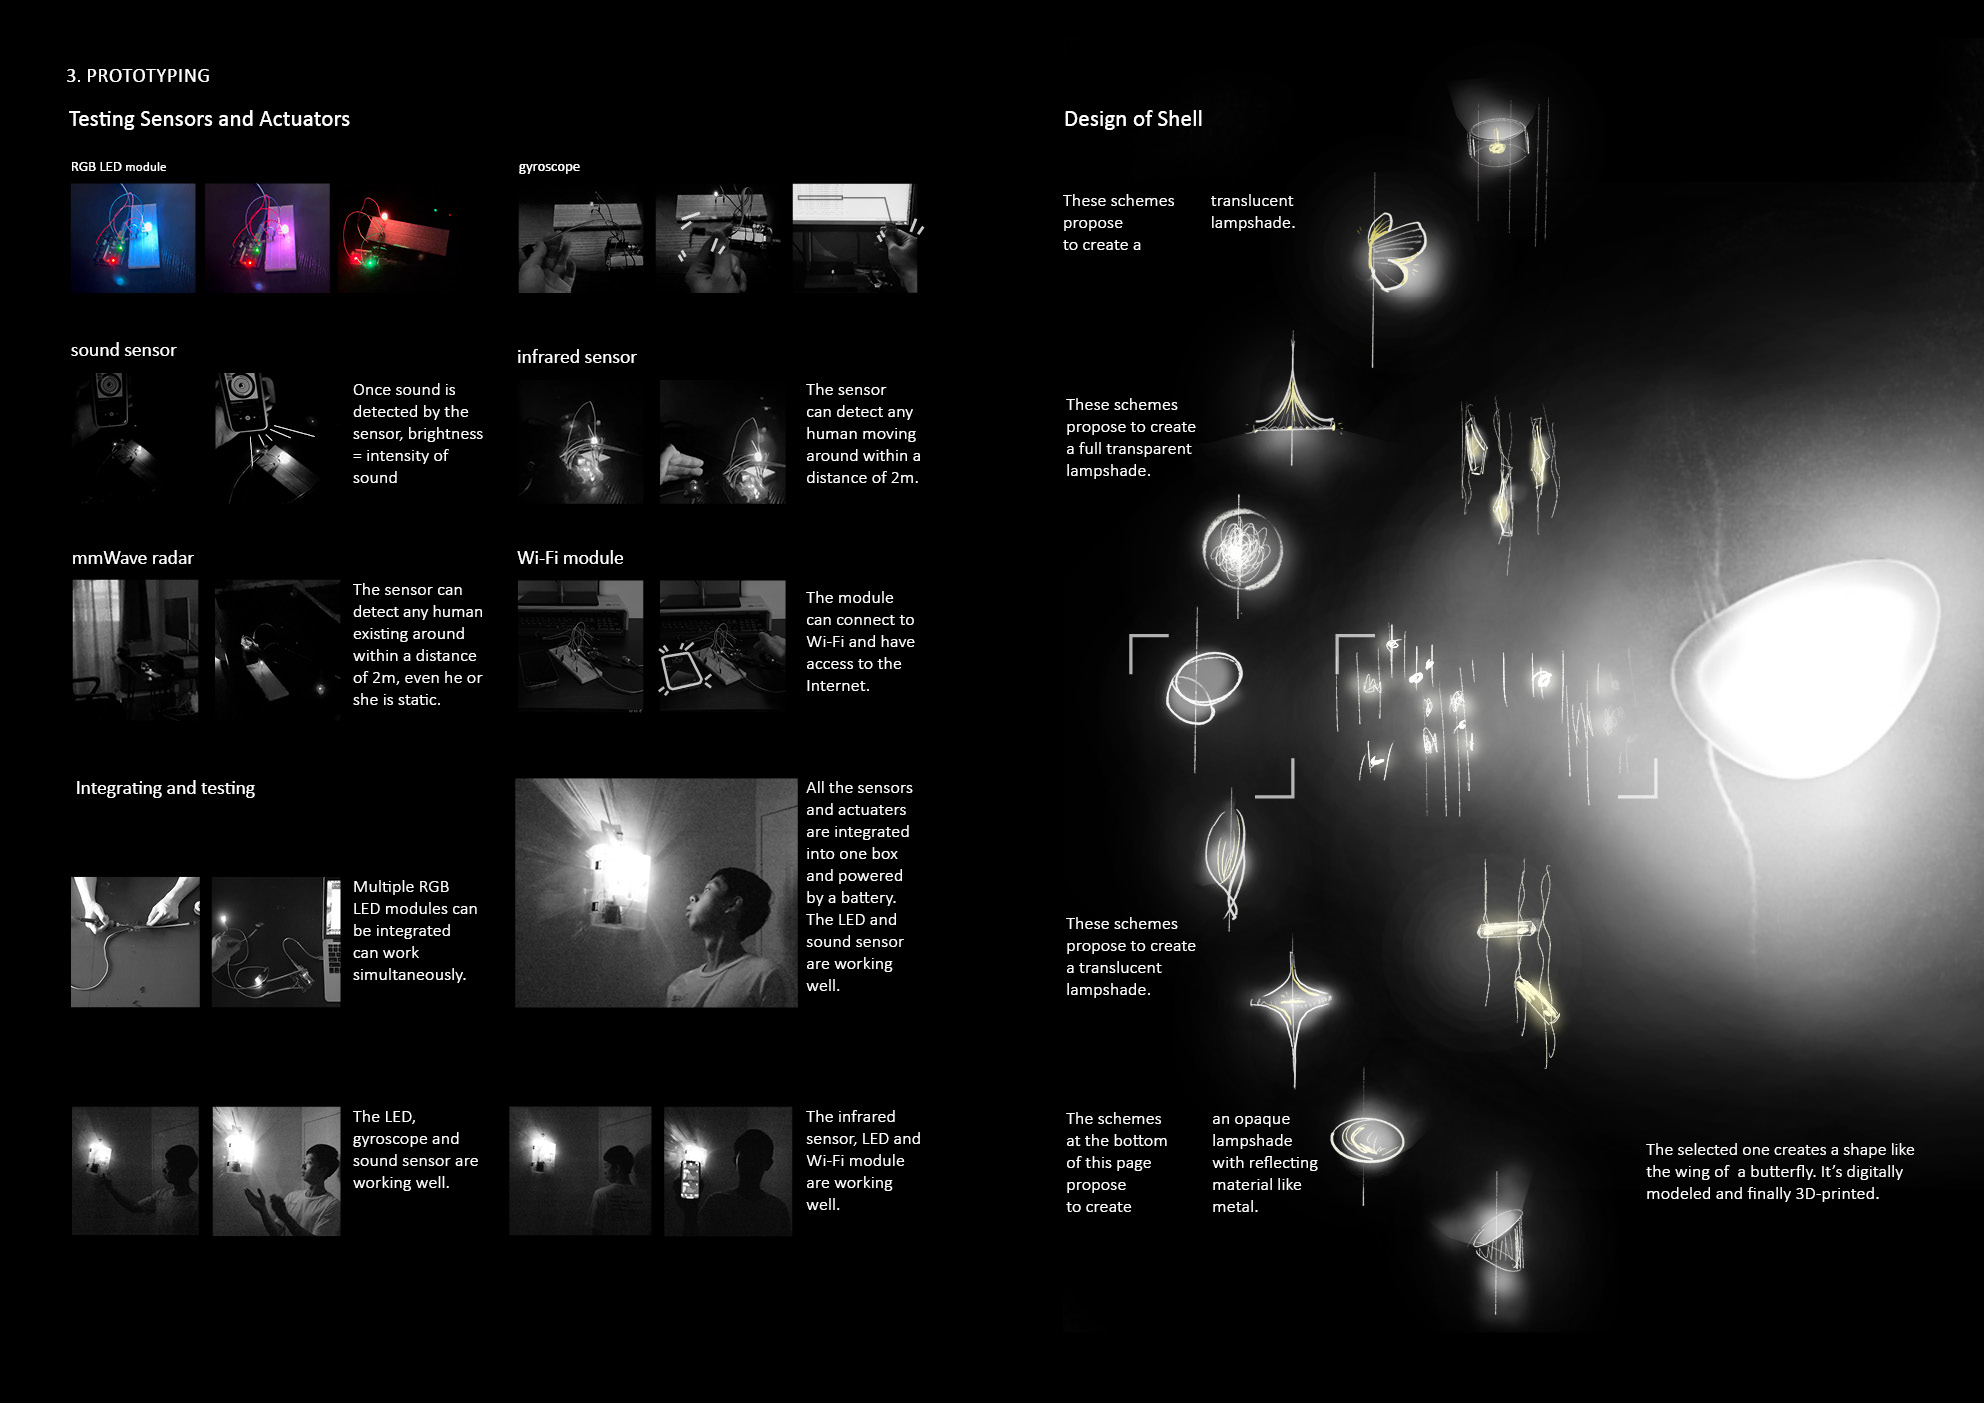 3. PROTOTYPING
Testing Sensors and Actuators
RGB LED module
gyroscope
sound sensor
Once sound is
detected by the
sensor, brightness
= intensity of
sound
infrared sensor
The sensor
can detect any
human moving
around within a
distance of 2m.
mmWave radar
The sensor can
detect any human
existing around
within a distance
of 2m, even he or
she is static.
Wi-Fi module
The module
can connect to
Wi-Fi and have
access to the
Internet.
Integrating and testing
Multiple RGB
LED modules can
be integrated
can work
simultaneously.
All the sensors
and actuaters
are integrated
into one box
and powered
by a battery.
The LED and
sound sensor
are working
well.
The LED,
gyroscope and
sound sensor are
working well.
The infrared
sensor, LED and
Wi-Fi module
are working
well.
Design of Shell
These schemes
propose
to create a
translucent
lampshade.
These schemes
propose to create
a full transparent
lampshade.
These schemes
propose to create
a translucent
lampshade.
The schemes
at the bottom
of this page
propose
to create
an opaque
lampshade
with reflecting
material like
metal.
The selected one creates a shape like
the wing of  a butterfly. It’s digitally
modeled and finally 3D-printed.